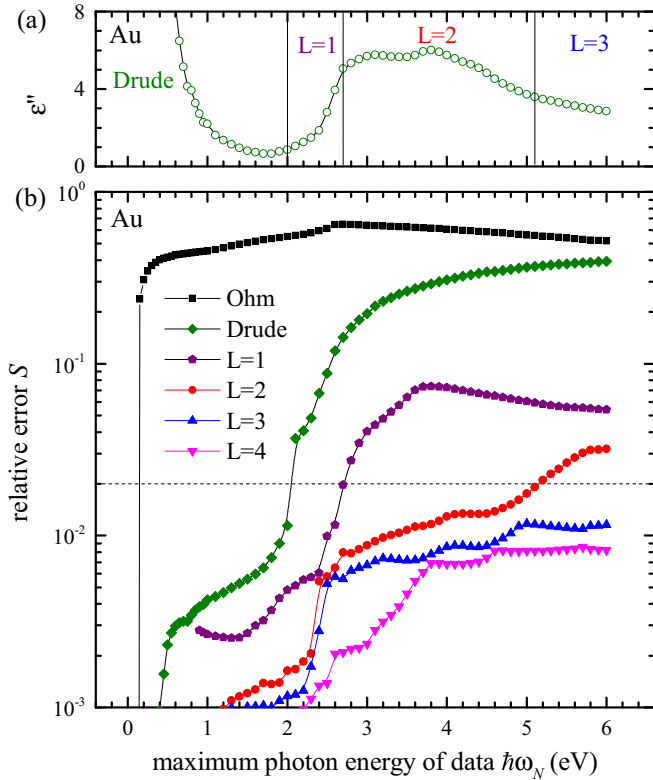 (a)
Au
Drude
L=1
L=2
L=3
ε"
8
4
0
(b)
Au
Ohm
Drude
L=1
L=2
L=3
L=4
relative error S
10⁰
10⁻¹
10⁻²
10⁻³
0 1 2 3 4 5 6
maximum photon energy of data ℏω_N (eV)